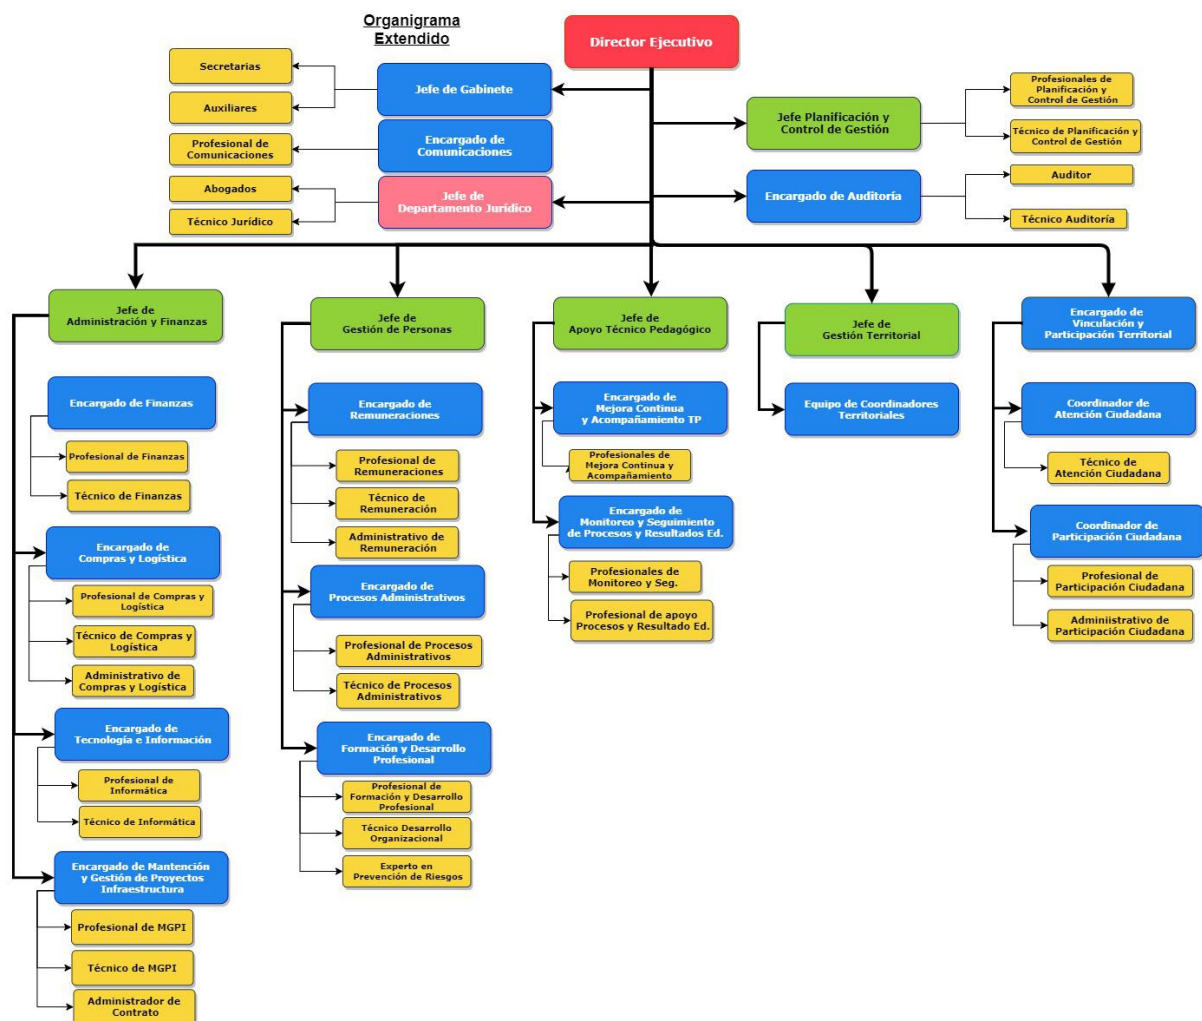 Organigrama
Extendido
Director Ejecutivo
Secretarias
Auxiliares
Jefe de Gabinete
Profesional de
Comunicaciones
Encargado de
Comunicaciones
Abogados
Técnico Jurídico
Jefe de
Departamento Jurídico
Jefe Planificación y
Control de Gestión
Profesionales de
Planificación y
Control de Gestión
Técnico de Planificación y
Control de Gestión
Encargado de Auditoría
Auditor
Técnico Auditoría
Jefe de
Administración y Finanzas
Encargado de Finanzas
Profesional de Finanzas
Técnico de Finanzas
Encargado de
Compras y Logística
Profesional de Compras y
Logística
Técnico de Compras y
Logística
Administrativo de
Compras y Logística
Encargado de
Tecnología e Información
Profesional de
Informática
Técnico de Informática
Encargado de Mantención
y Gestión de Proyectos
Infraestructura
Profesional de MGPI
Técnico de MGPI
Administrador de
Contrato
Jefe de
Gestión de Personas
Encargado de
Remuneraciones
Profesional de
Remuneraciones
Técnico de
Remuneración
Administrativo de
Remuneración
Encargado de
Procesos Administrativos
Profesional de Procesos
Administrativos
Técnico de Procesos
Administrativos
Encargado de
Formación y Desarrollo
Profesional
Profesional de
Formación y Desarrollo
Profesional
Técnico Desarrollo
Organizacional
Experto en
Prevención de Riesgos
Jefe de
Apoyo Técnico Pedagógico
Encargado de
Mejora Continua
y Acompañamiento TP
Profesionales de
Mejora Continua y
Acompañamiento
Encargado de
Monitoreo y Seguimiento
de Procesos y Resultados Ed.
Profesionales de
Monitoreo y Seg.
Profesional de apoyo
Procesos y Resultado Ed.
Jefe de
Gestión Territorial
Equipo de Coordinadores
Territoriales
Encargado de
Vinculación y
Participación Territorial
Coordinador de
Atención Ciudadana
Técnico de
Atención Ciudadana
Coordinador de
Participación Ciudadana
Profesional de
Participación Ciudadana
Adminiistrativo de
Participación Ciudadana